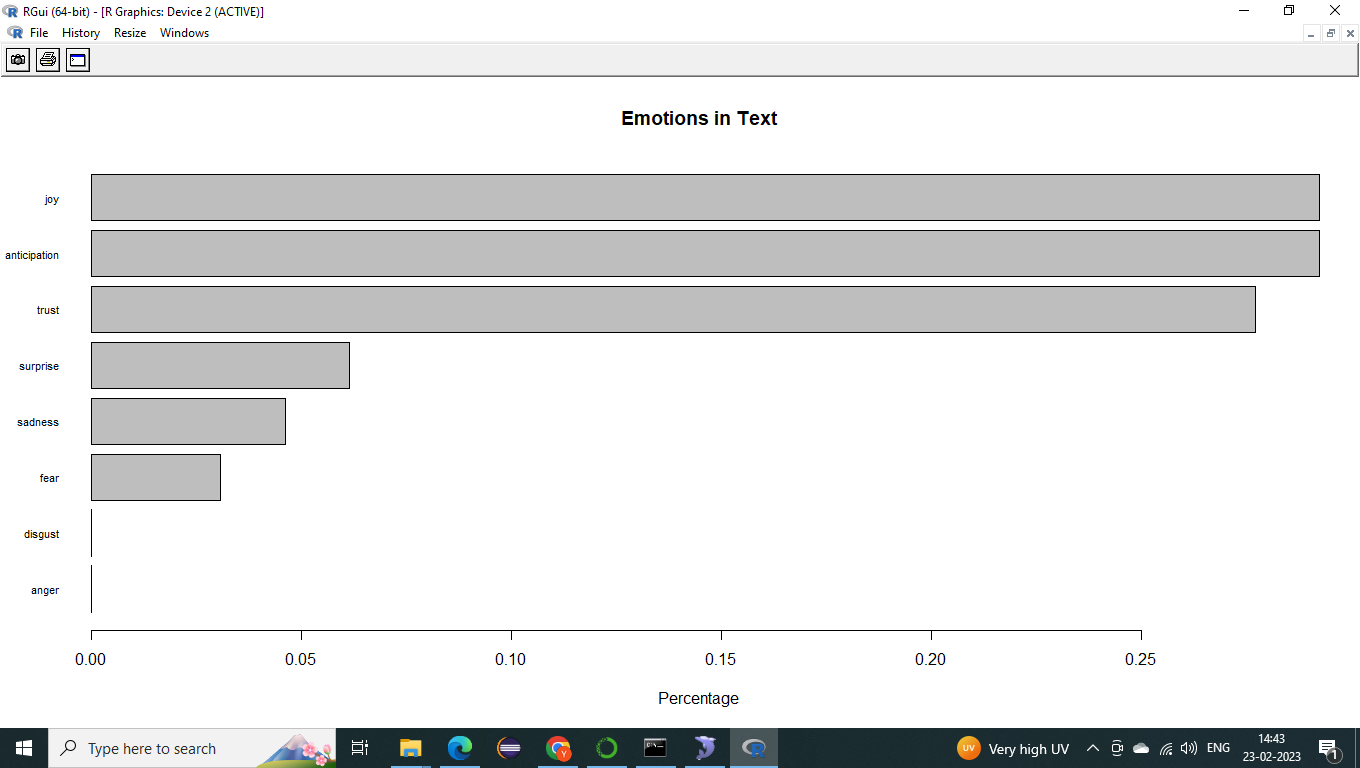 RGui (64-bit) - [R Graphics: Device 2 (ACTIVE)]
File History Resize Windows
Emotions in Text
joy
anticipation
trust
surprise
sadness
fear
disgust
anger
0.00 0.05 0.10 0.15 0.20 0.25
Percentage
Type here to search
UV Very high UV ENG 14:43
23-02-2023
1